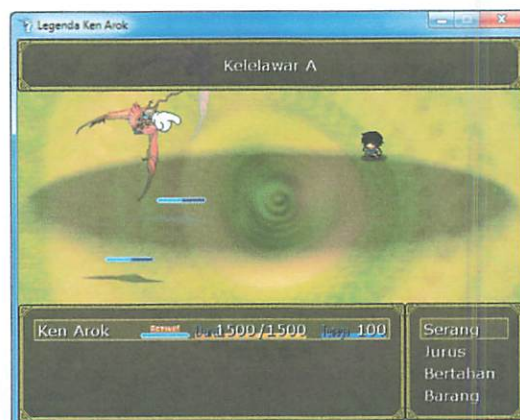 Legenda Ken Arok
Kelelawar A
Ken Arok 1500/1500 100
Serang
Jurus
Bertahan
Barang